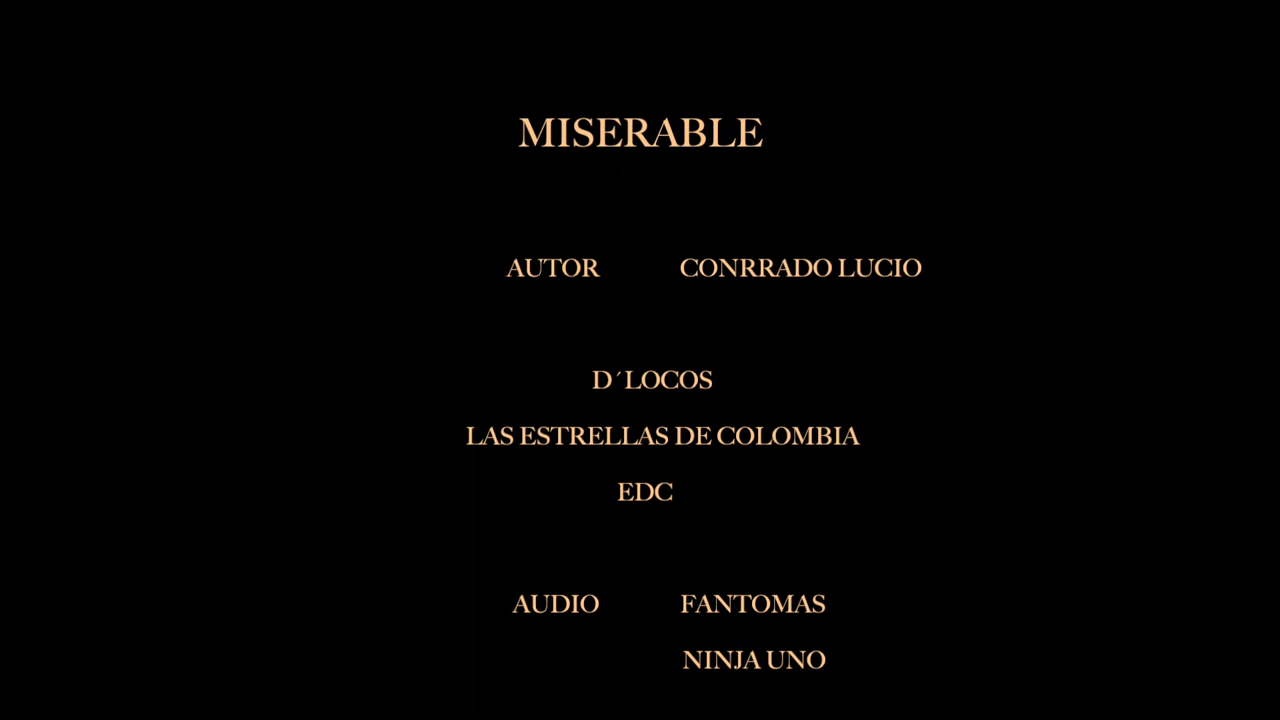 MISERABLE
AUTOR CONRRADO LUCIO
D´LOCOS
LAS ESTRELLAS DE COLOMBIA
EDC
AUDIO FANTOMAS
NINJA UNO